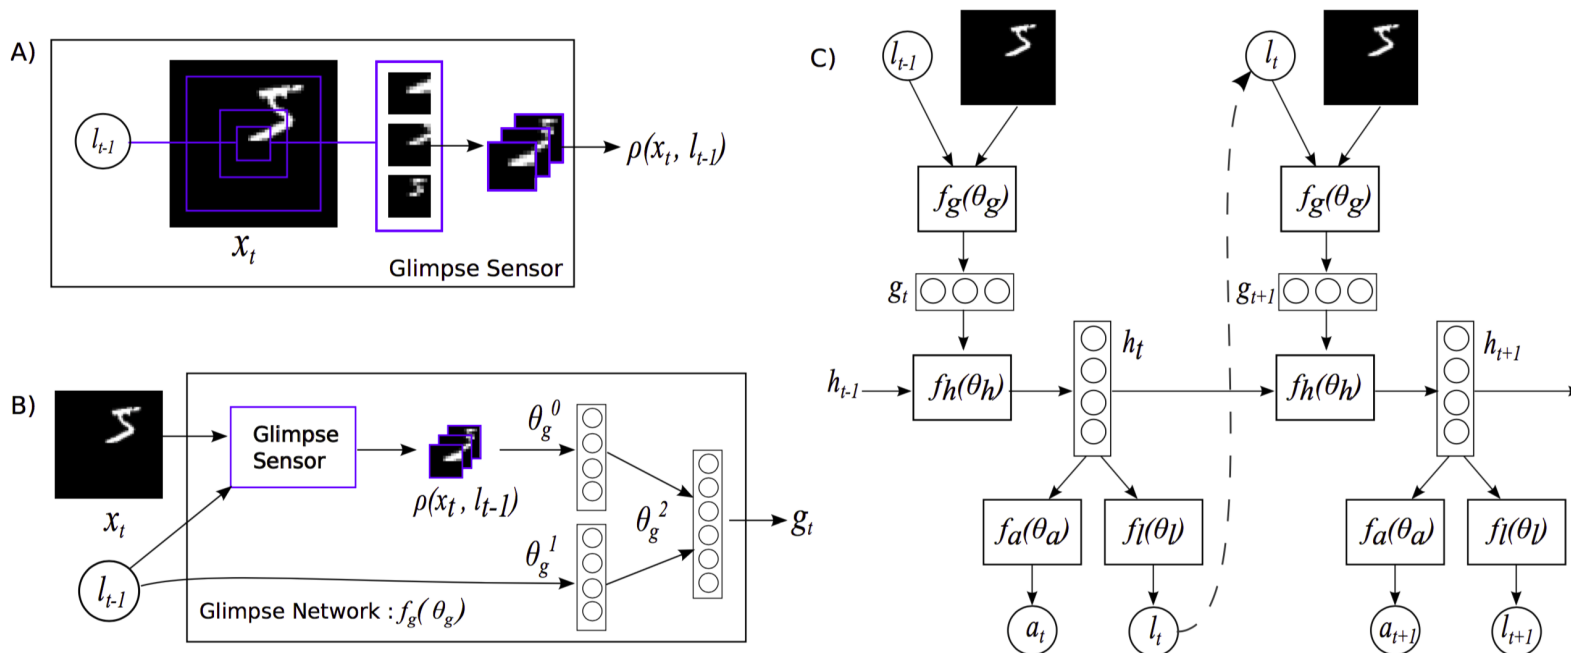 A)
l_{t-1}
x_t
ρ(x_t, l_{t-1})
Glimpse Sensor
B)
x_t
l_{t-1}
Glimpse
Sensor
ρ(x_t, l_{t-1})
θ_g^0
θ_g^1
θ_g^2
g_t
Glimpse Network : f_g(θ_g)
C)
l_{t-1}
l_t
f_g(θ_g)
f_g(θ_g)
g_t
g_{t+1}
h_{t-1}
f_h(θ_h)
h_t
f_h(θ_h)
h_{t+1}
f_a(θ_a)
f_l(θ_l)
f_a(θ_a)
f_l(θ_l)
a_t
l_t
a_{t+1}
l_{t+1}